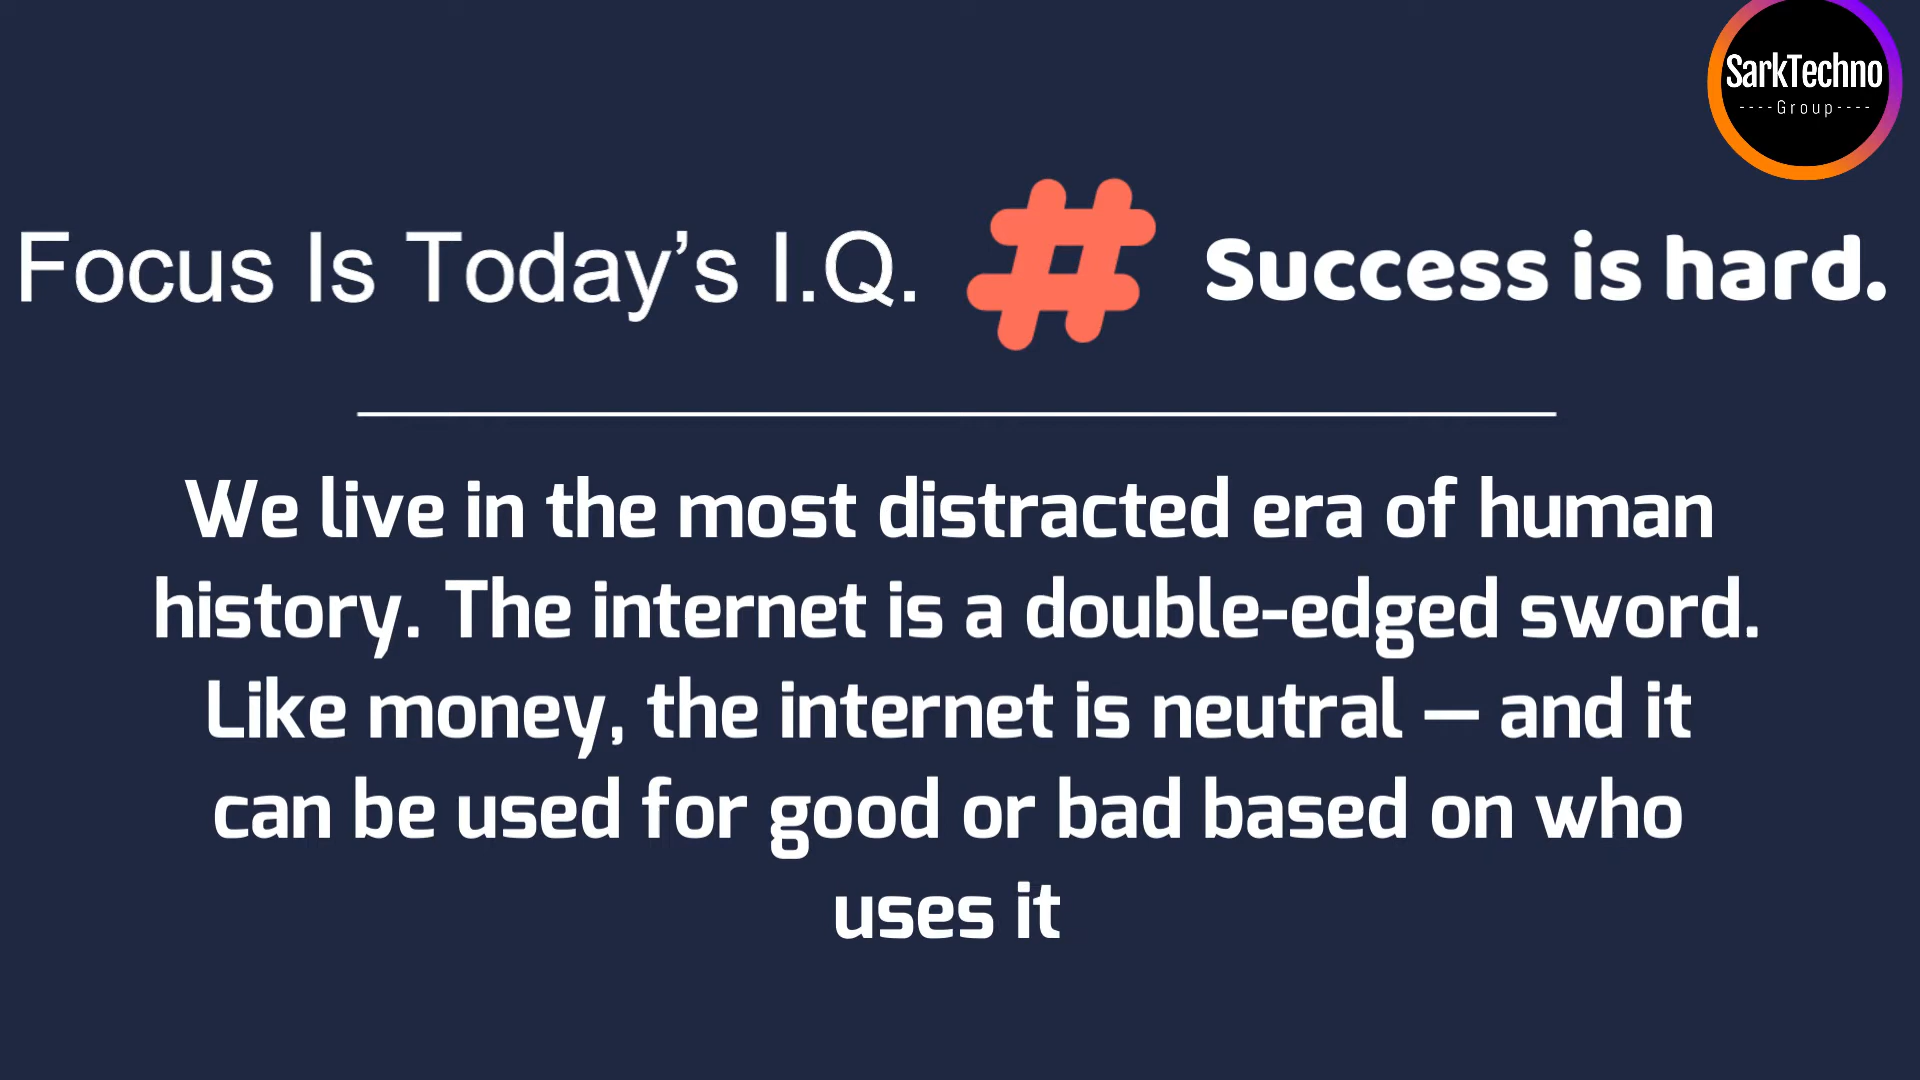 SarkTechno
----Group----
Focus Is Today’s I.Q. # Success is hard.
We live in the most distracted era of human
history. The internet is a double-edged sword.
Like money, the internet is neutral — and it
can be used for good or bad based on who
uses it